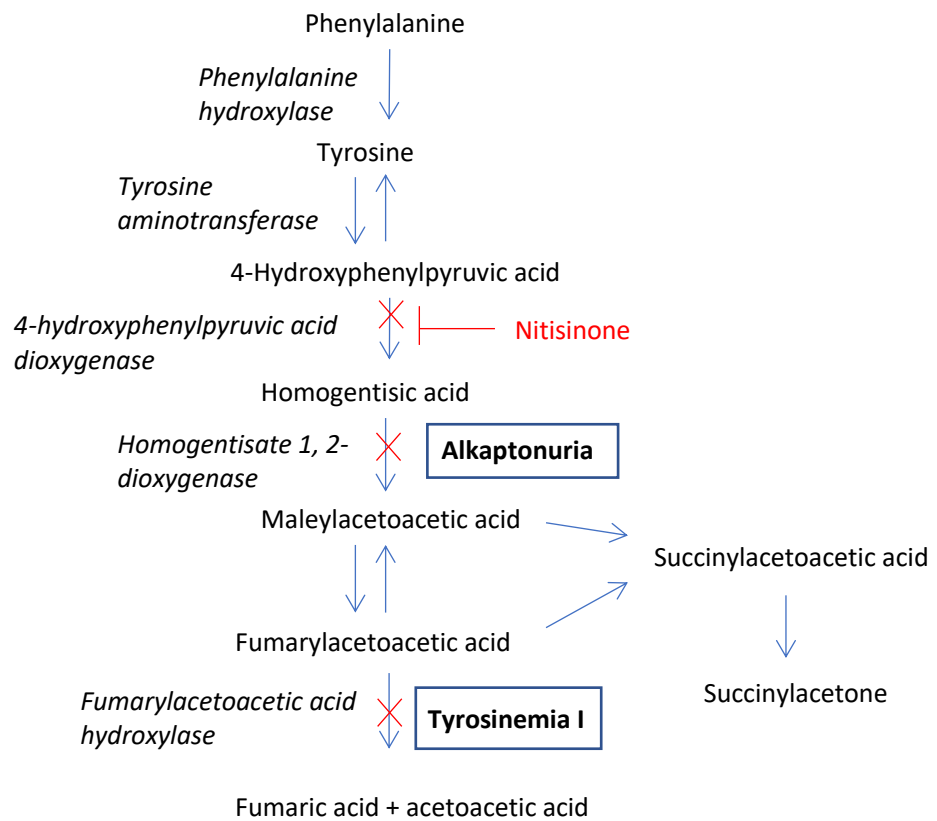 Phenylalanine
Phenylalanine
hydroxylase
Tyrosine
Tyrosine
aminotransferase
4-Hydroxyphenylpyruvic acid
4-hydroxyphenylpyruvic acid
dioxygenase
Nitisinone
Homogentisic acid
Homogentisate 1, 2-
dioxygenase
Alkaptonuria
Maleylacetoacetic acid
Succinylacetoacetic acid
Fumarylacetoacetic acid
Succinylacetone
Fumarylacetoacetic acid
hydroxylase
Tyrosinemia I
Fumaric acid + acetoacetic acid